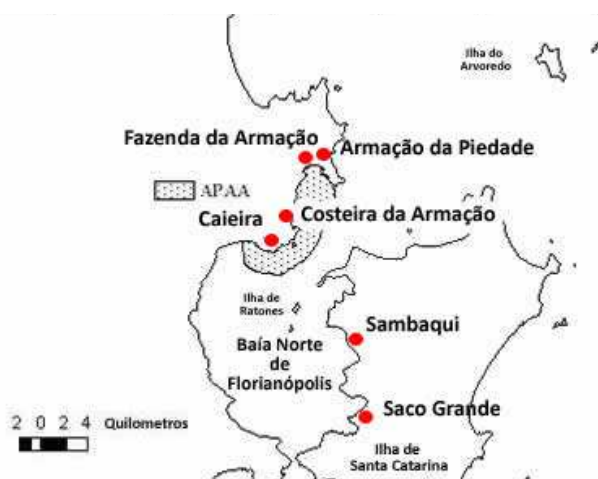 Ilha do
Arvoredo
Fazenda da Armação
Armação da Piedade
APAA
Caieira
Costeira da Armação
Ilha de
Ratones
Sambaqui
Baía Norte
de
Florianópolis
Saco Grande
2 0 2 4 Quilometros
Ilha de
Santa Catarina